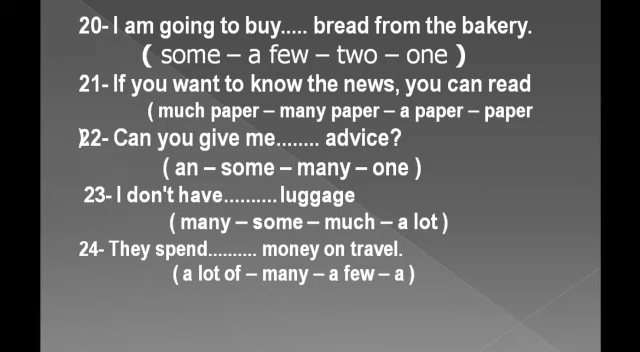 20- I am going to buy..... bread from the bakery.
( some – a few – two – one )
21- If you want to know the news, you can read
( much paper – many paper – a paper – paper
)22- Can you give me........ advice?
( an – some – many – one )
23- I don't have.......... luggage
( many – some – much – a lot )
24- They spend.......... money on travel.
( a lot of – many – a few – a )